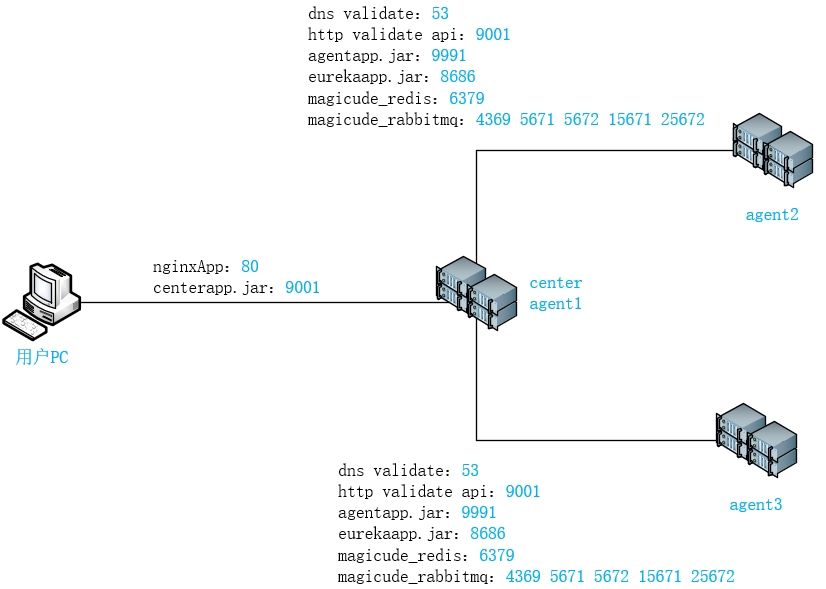 dns validate: 53
http validate api: 9001
agentapp.jar: 9991
eurekaapp.jar: 8686
magicude_redis: 6379
magicude_rabbitmq: 4369 5671 5672 15671 25672
agent2
nginxApp: 80
centerapp.jar: 9001
center
agent1
用户PC
dns validate: 53
http validate api: 9001
agentapp.jar: 9991
eurekaapp.jar: 8686
magicude_redis: 6379
magicude_rabbitmq: 4369 5671 5672 15671 25672
agent3